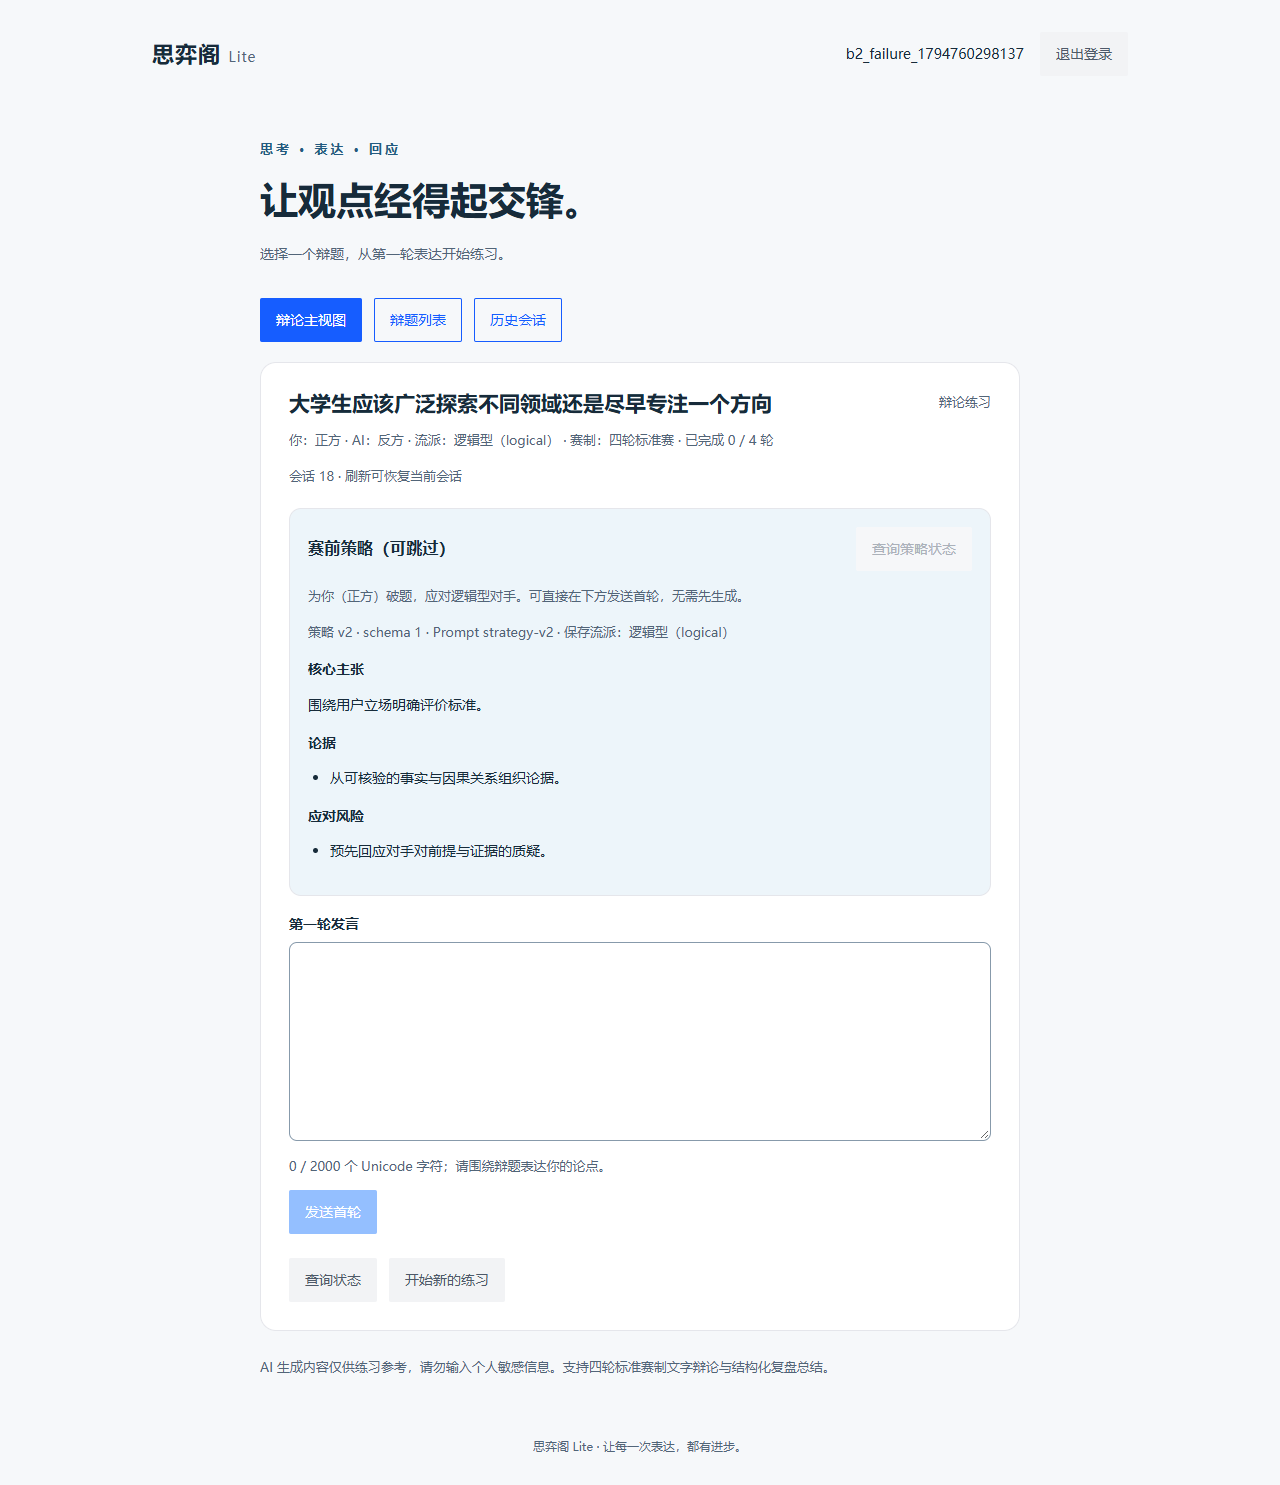 思弈阁 Lite
b2_failure_1794760298137
退出登录
思考 • 表达 • 回应
让观点经得起交锋。
选择一个辩题，从第一轮表达开始练习。
辩论主视图
辩题列表
历史会话
大学生应该广泛探索不同领域还是尽早专注一个方向
辩论练习
你：正方 · AI：反方 · 流派：逻辑型（logical） · 赛制：四轮标准赛 · 已完成 0 / 4 轮
会话 18 · 刷新可恢复当前会话
赛前策略（可跳过）
查询策略状态
为你（正方）破题，应对逻辑型对手。可直接在下方发送首轮，无需先生成。
策略 v2 · schema 1 · Prompt strategy-v2 · 保存流派：逻辑型（logical）
核心主张
围绕用户立场明确评价标准。
论据
• 从可核验的事实与因果关系组织论据。
应对风险
• 预先回应对手对前提与证据的质疑。
第一轮发言
0 / 2000 个 Unicode 字符；请围绕辩题表达你的论点。
发送首轮
查询状态
开始新的练习
AI 生成内容仅供练习参考，请勿输入个人敏感信息。支持四轮标准赛制文字辩论与结构化复盘总结。
思弈阁 Lite · 让每一次表达，都有进步。